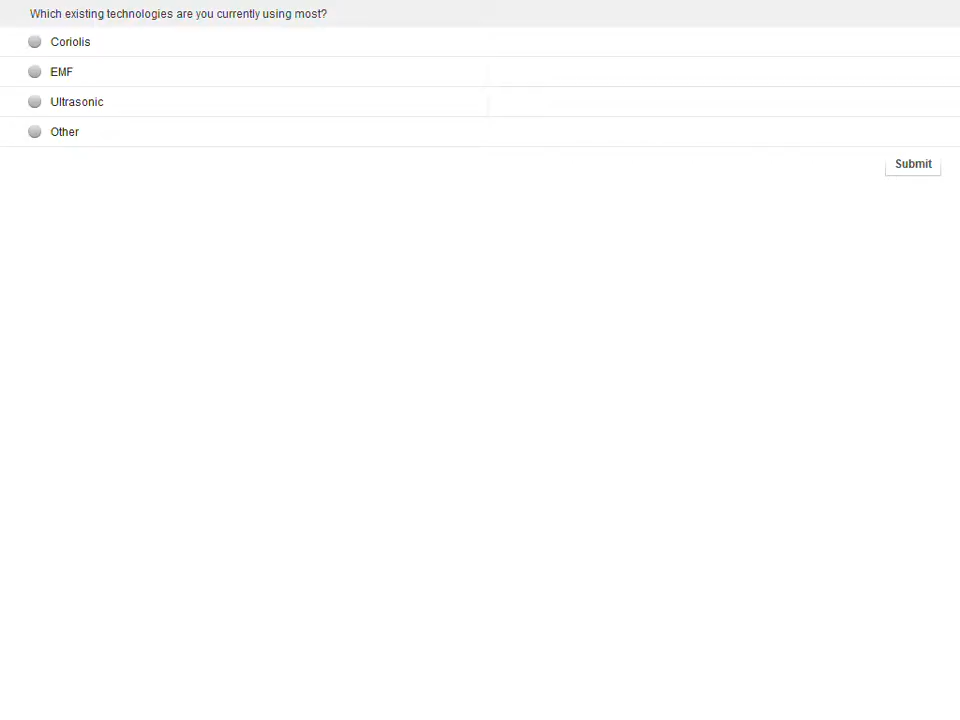 Which existing technologies are you currently using most?
Coriolis
EMF
Ultrasonic
Other
Submit